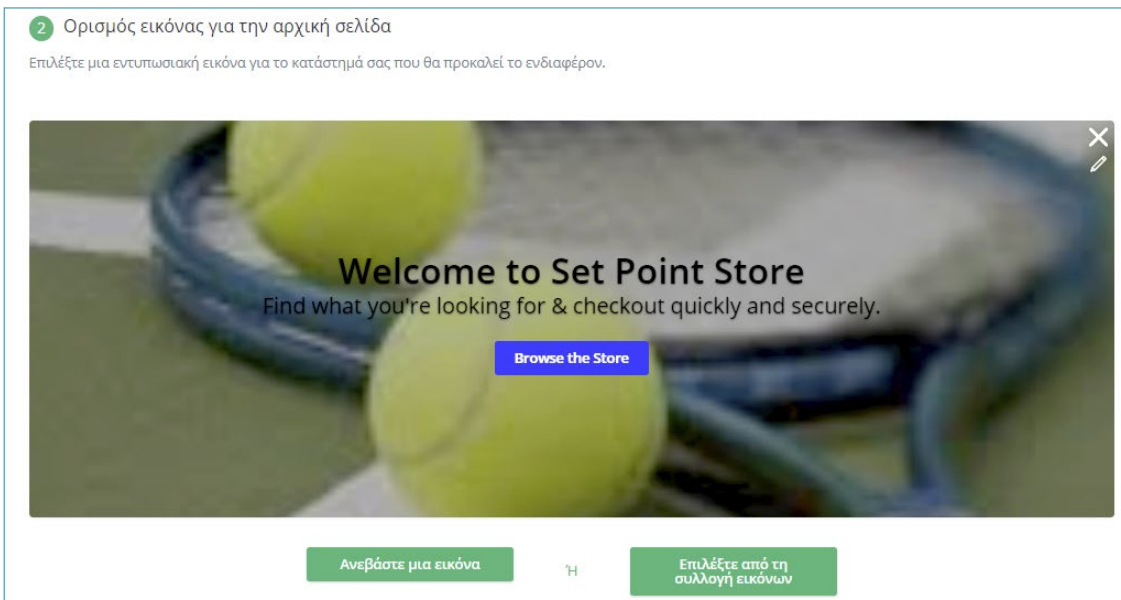 2 Ορισμός εικόνας για την αρχική σελίδα
Επιλέξτε μια εντυπωσιακή εικόνα για το κατάστημά σας που θα προκαλεί το ενδιαφέρον.
Welcome to Set Point Store
Find what you're looking for & checkout quickly and securely.
Browse the Store
Ανεβάστε μια εικόνα
Ή
Επιλέξτε από τη
συλλογή εικόνων